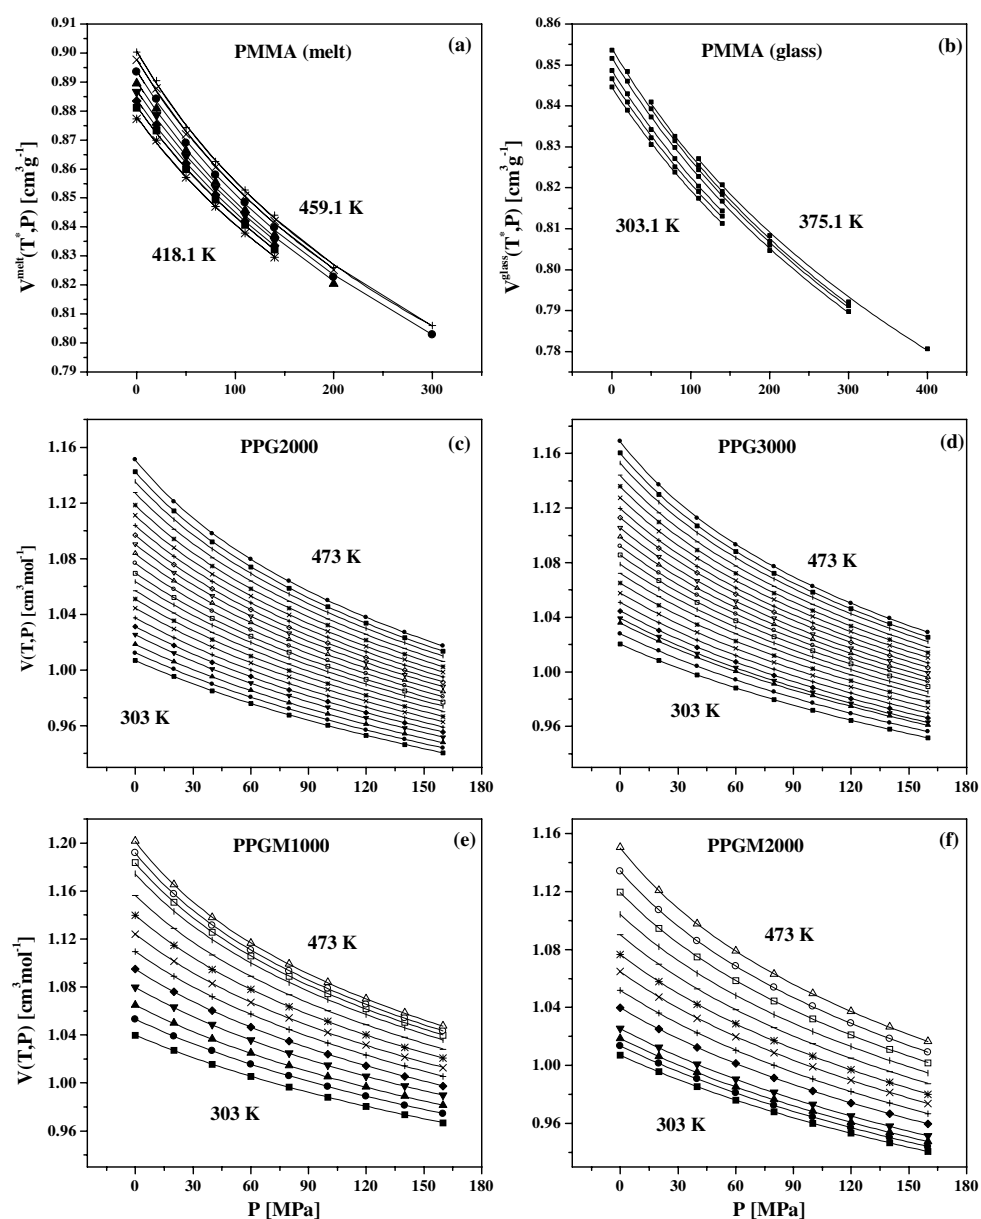 PMMA (melt)
(a)
459.1 K
418.1 K
V^melt(T*,P) [cm³g⁻¹]
0.91
0.90
0.89
0.88
0.87
0.86
0.85
0.84
0.83
0.82
0.81
0.80
0.79
0
100
200
300
PMMA (glass)
(b)
303.1 K
375.1 K
V^glass(T*,P) [cm³g⁻¹]
0.86
0.85
0.84
0.83
0.82
0.81
0.80
0.79
0.78
0
100
200
300
400
PPG2000
(c)
473 K
303 K
V(T,P) [cm³mol⁻¹]
1.16
1.12
1.08
1.04
1.00
0.96
0
30
60
90
120
150
180
PPG3000
(d)
473 K
303 K
1.16
1.12
1.08
1.04
1.00
0.96
0
30
60
90
120
150
180
PPGM1000
(e)
473 K
303 K
V(T,P) [cm³mol⁻¹]
1.20
1.16
1.12
1.08
1.04
1.00
0.96
0
30
60
90
120
150
180
P [MPa]
PPGM2000
(f)
473 K
303 K
1.16
1.12
1.08
1.04
1.00
0.96
0
30
60
90
120
150
180
P [MPa]